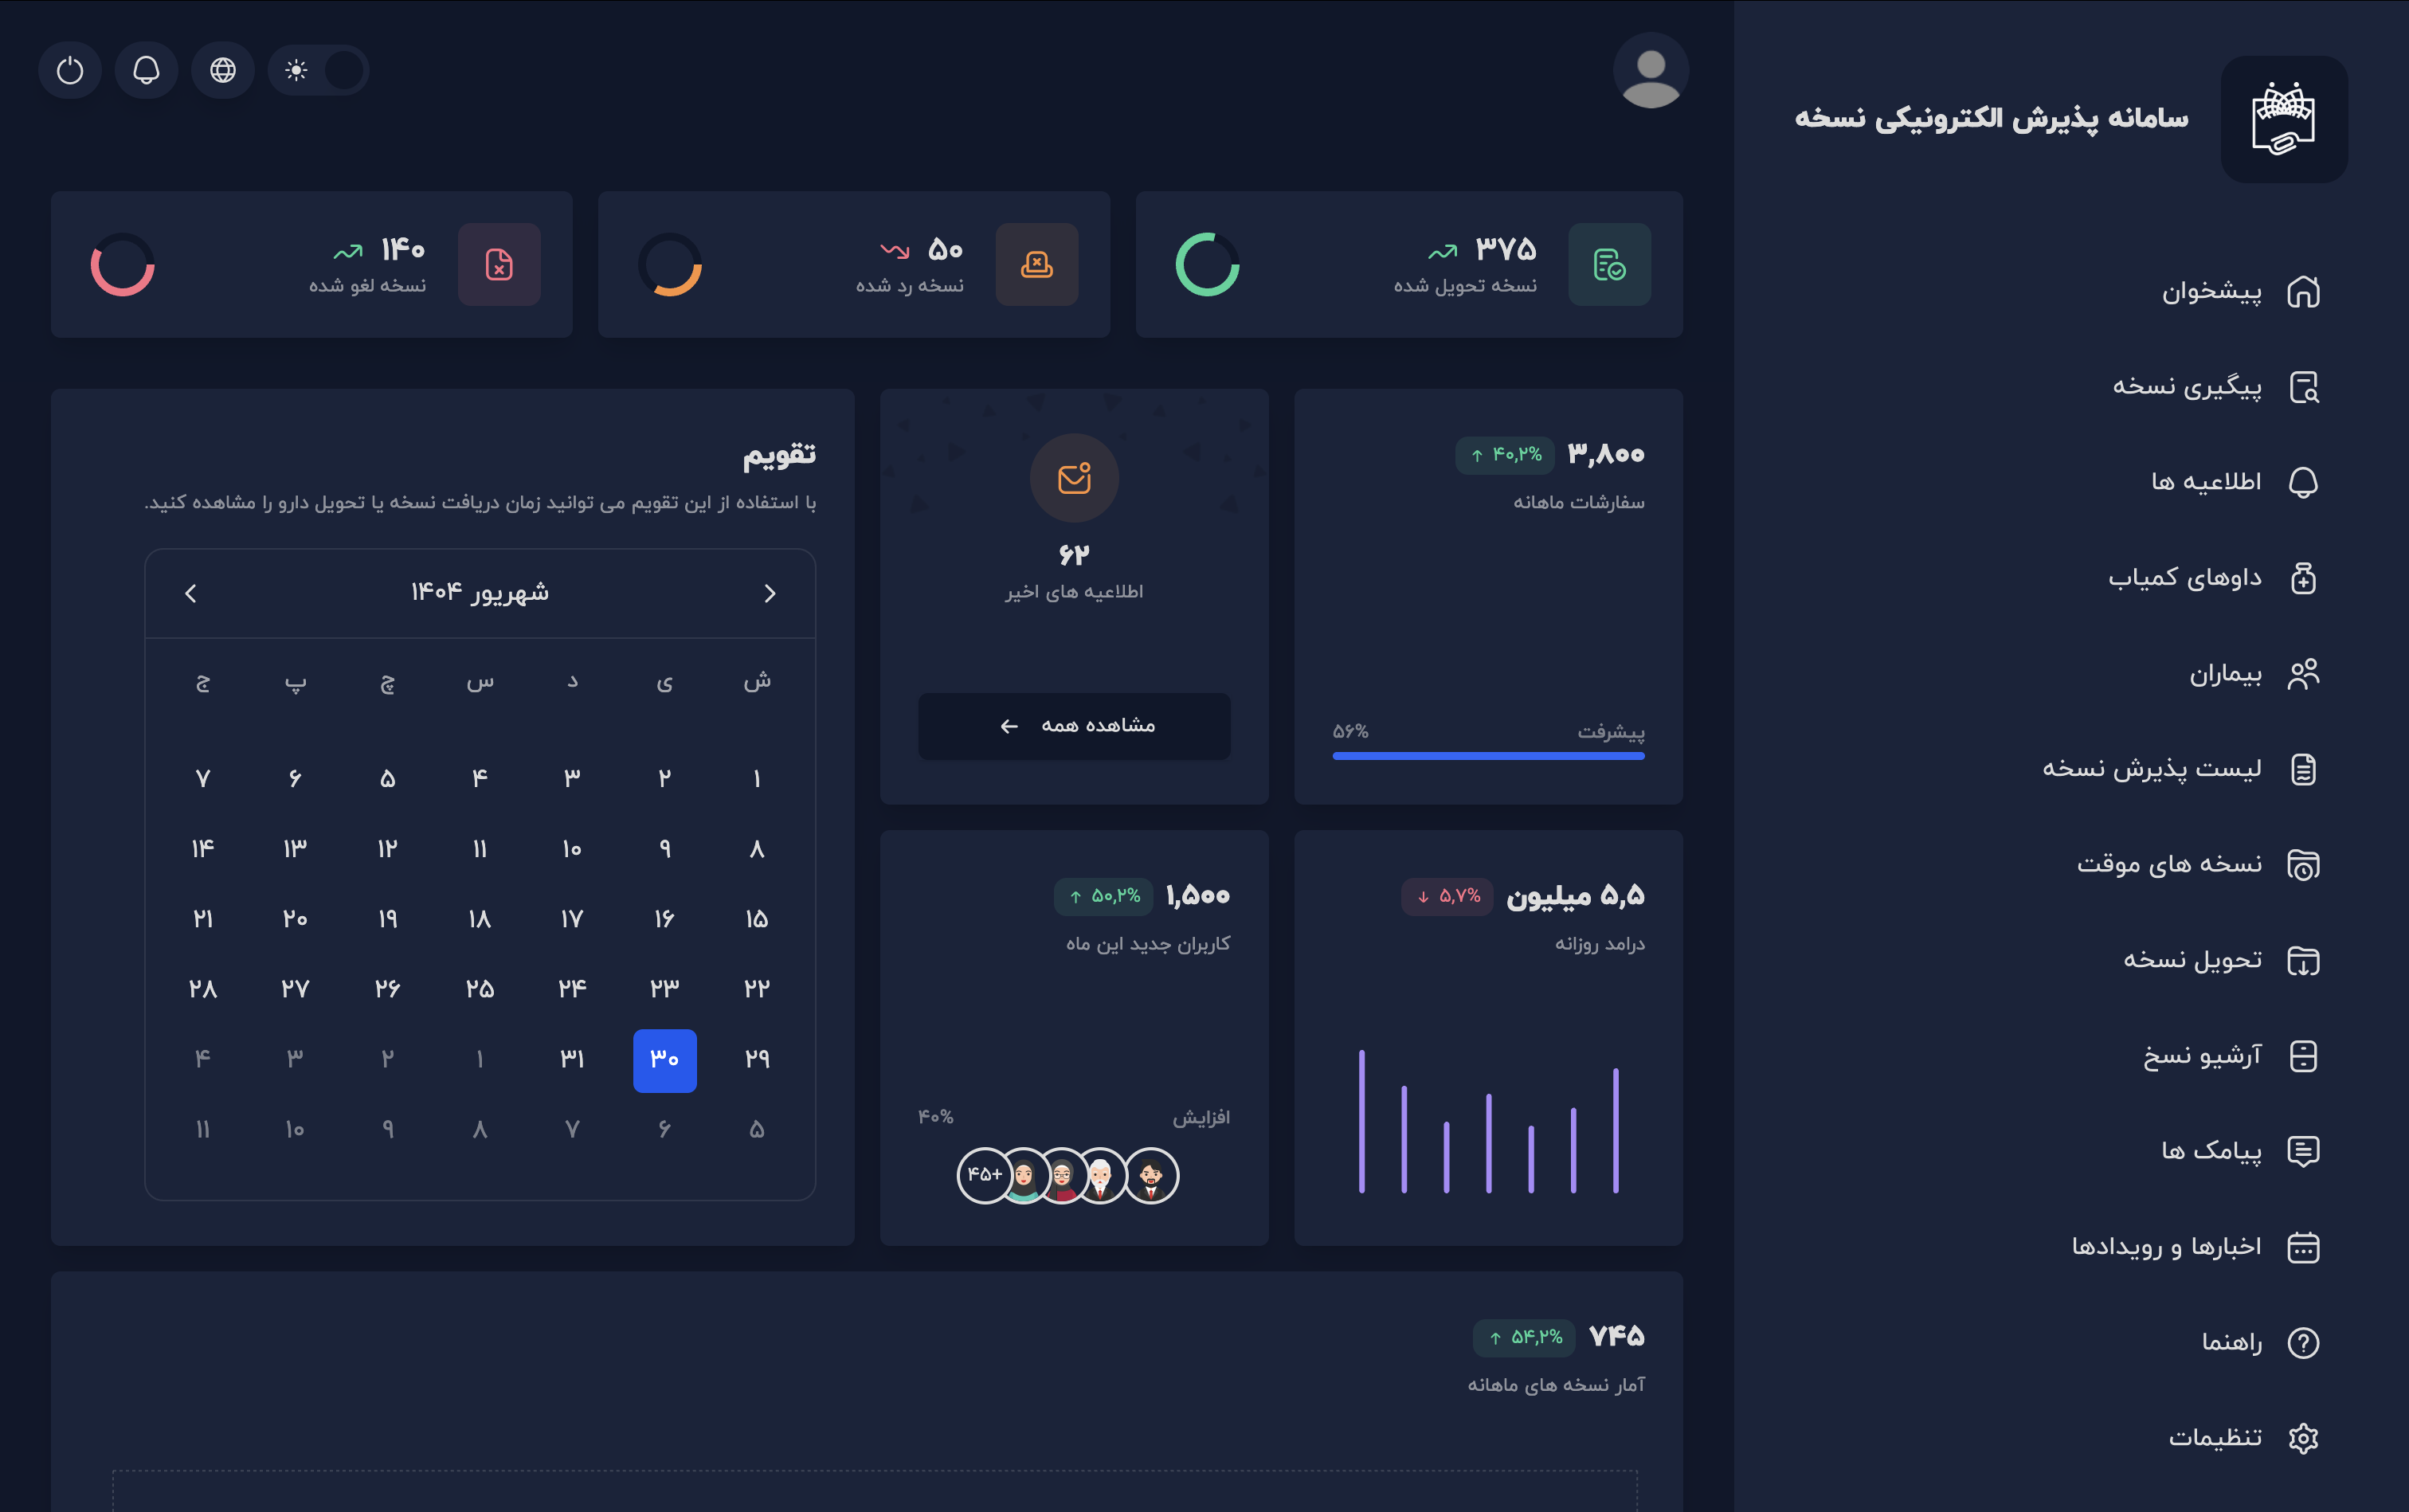 سامانه پذیرش الکترونیکی نسخه
پیشخوان
پیگیری نسخه
اطلاعیه ها
داوهای کمیاب
بیماران
لیست پذیرش نسخه
نسخه های موقت
تحویل نسخه
آرشیو نسخ
پیامک ها
اخبارها و رویدادها
راهنما
تنظیمات
۳۷۵
نسخه تحویل شده
۵۰
نسخه رد شده
۱۴۰
نسخه لغو شده
۳,۸۰۰ ۴۰,۲%
سفارشات ماهانه
پیشرفت ۵۶%
۶۲
اطلاعیه های اخیر
مشاهده همه
۵,۵ میلیون ۵,۷%
درامد روزانه
۱,۵۰۰ ۵۰,۲%
کاربران جدید این ماه
افزایش ۴۰%
۴۵+
تقویم
با استفاده از این تقویم می توانید زمان دریافت نسخه یا تحویل دارو را مشاهده کنید.
شهریور ۱۴۰۴
ش ی د س چ پ ج
۱ ۲ ۳ ۴ ۵ ۶ ۷
۸ ۹ ۱۰ ۱۱ ۱۲ ۱۳ ۱۴
۱۵ ۱۶ ۱۷ ۱۸ ۱۹ ۲۰ ۲۱
۲۲ ۲۳ ۲۴ ۲۵ ۲۶ ۲۷ ۲۸
۲۹ ۳۰ ۳۱ ۱ ۲ ۳ ۴
۵ ۶ ۷ ۸ ۹ ۱۰ ۱۱
۷۴۵ ۵۴,۲%
آمار نسخه های ماهانه